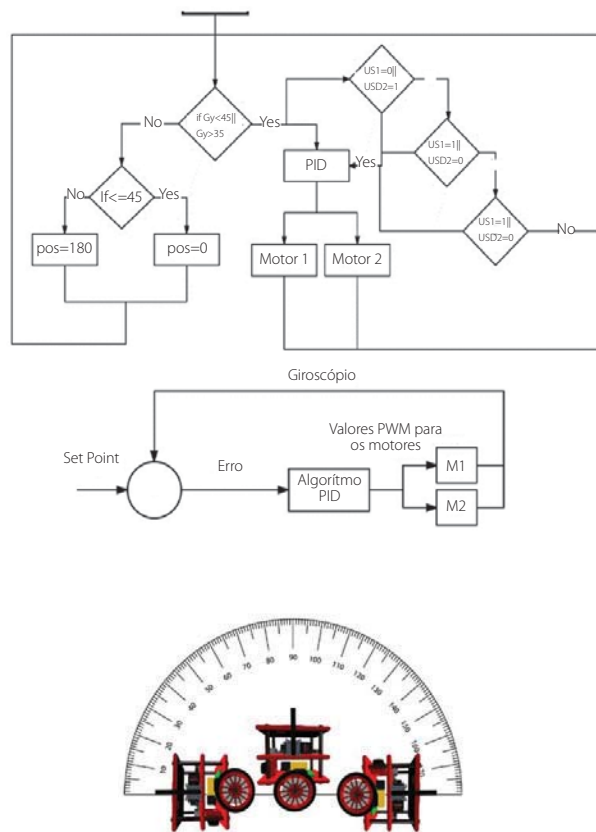 US1=0||
USD2=1
No
if Gy<45||
Gy>35
Yes
PID
Yes
US1=1||
USD2=0
No
If<=45
Yes
US1=1||
USD2=0
No
pos=180
pos=0
Motor 1
Motor 2
Giroscópio
Valores PWM para
os motores
Set Point
Erro
Algorítmo
PID
M1
M2
10
20
30
40
50
60
70
80
90
100
110
120
130
140
150
160